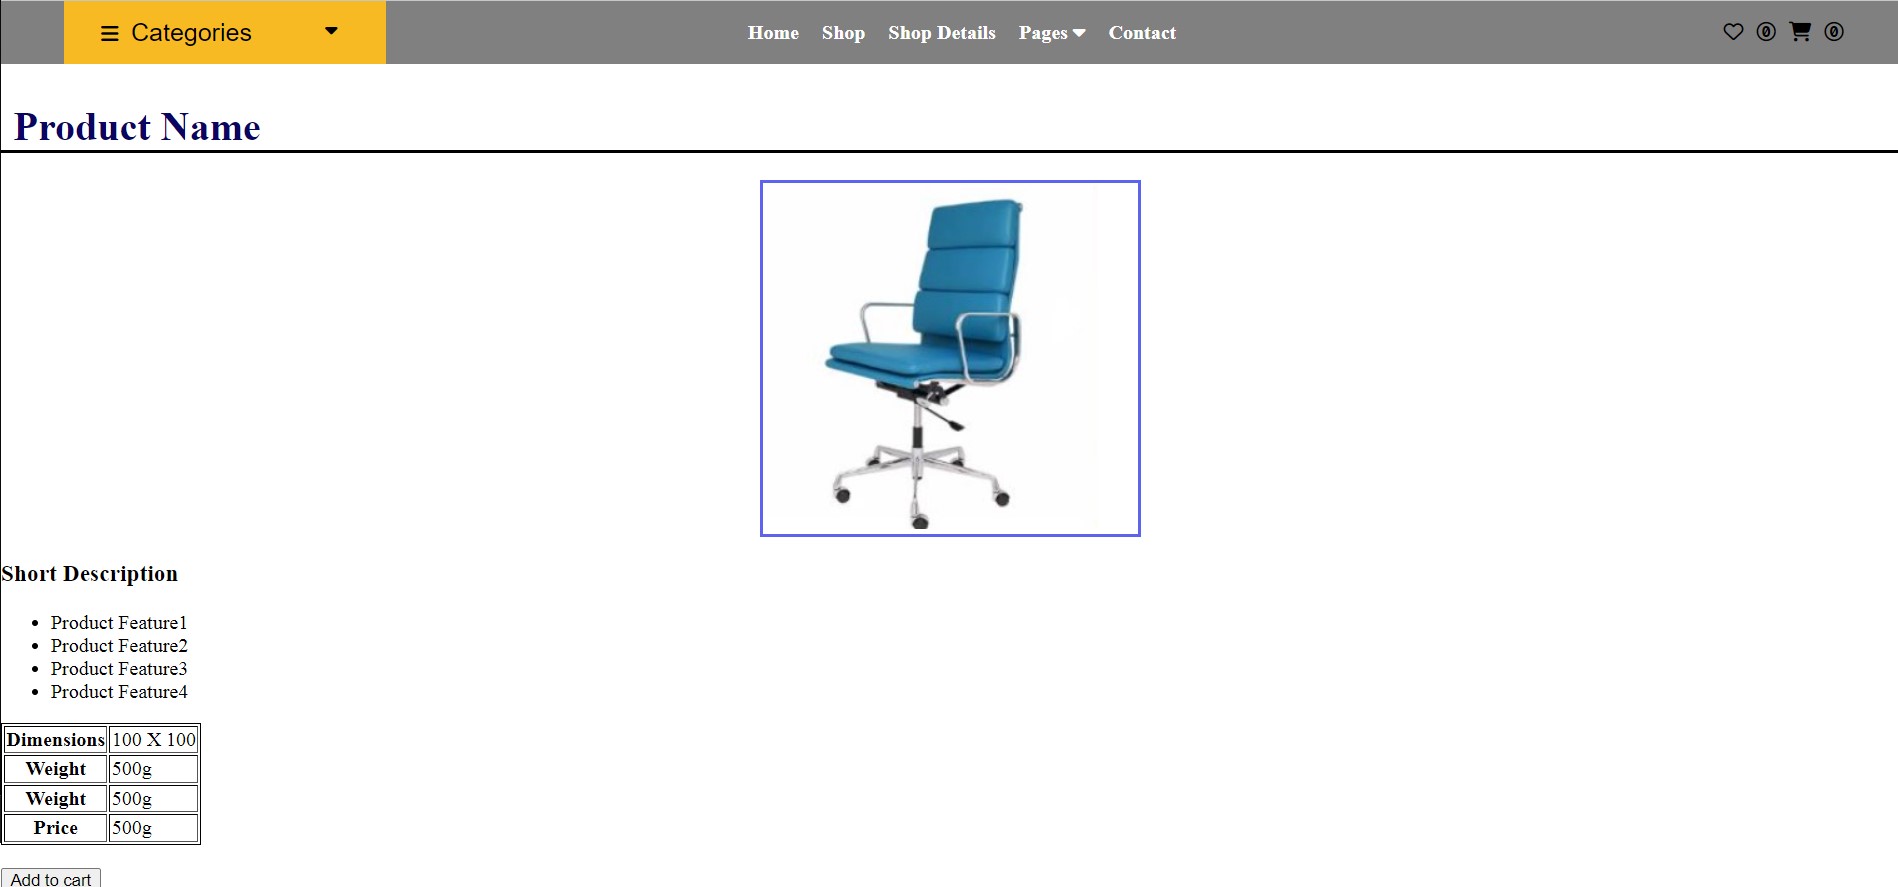 Categories Home Shop Shop Details Pages Contact 0 0
Product Name
Short Description
Product Feature1
Product Feature2
Product Feature3
Product Feature4
Dimensions 100 X 100
Weight 500g
Weight 500g
Price 500g
Add to cart